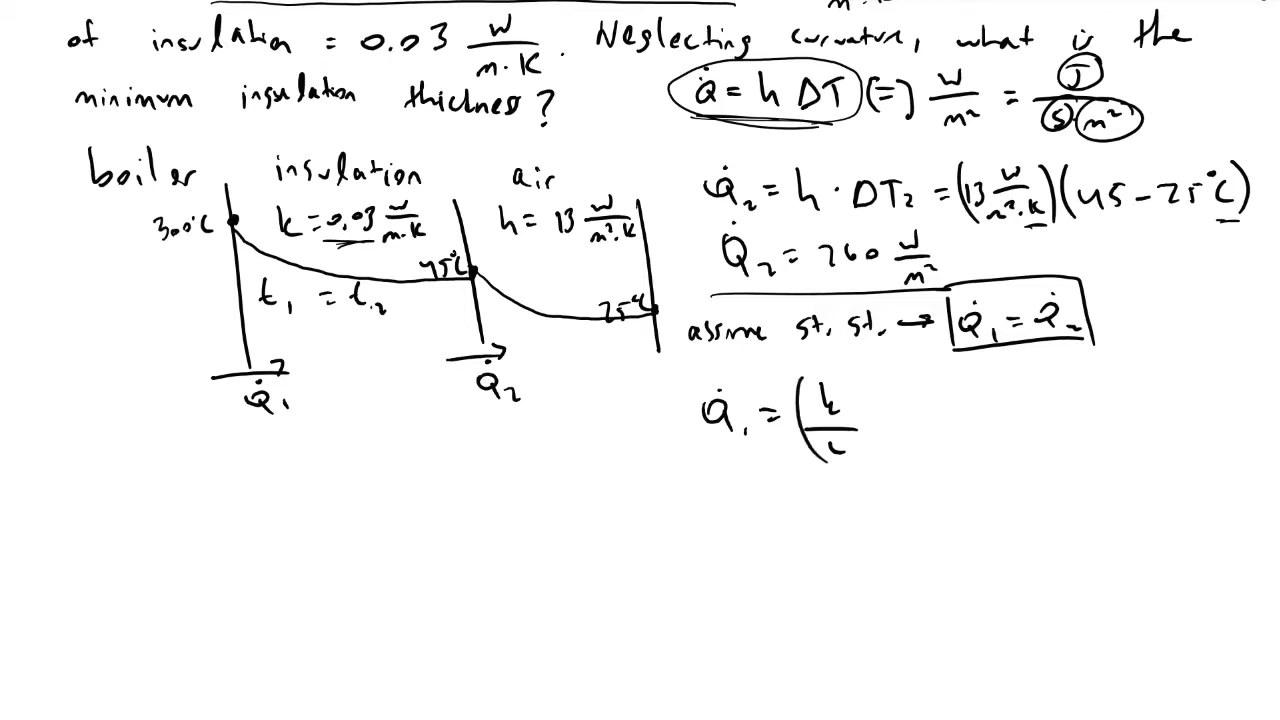 of insulation = 0.03 W/m·K. Neglecting curvature, what is the
minimum insulation thickness?
Q̇ = h DT (=) W/m² = J/s·m²
boiler insulation air
300°C k = 0.03 W/m·K h = 13 W/m²·K
45°C
t₁ = t₂
25°C
Q̇₁ Q̇₂
Q̇₂ = h · DT₂ = (13 W/m²·K)(45 - 25°C)
Q̇₂ = 260 W/m²
assume st. st. → Q̇₁ = Q̇₂
Q̇₁ = (k